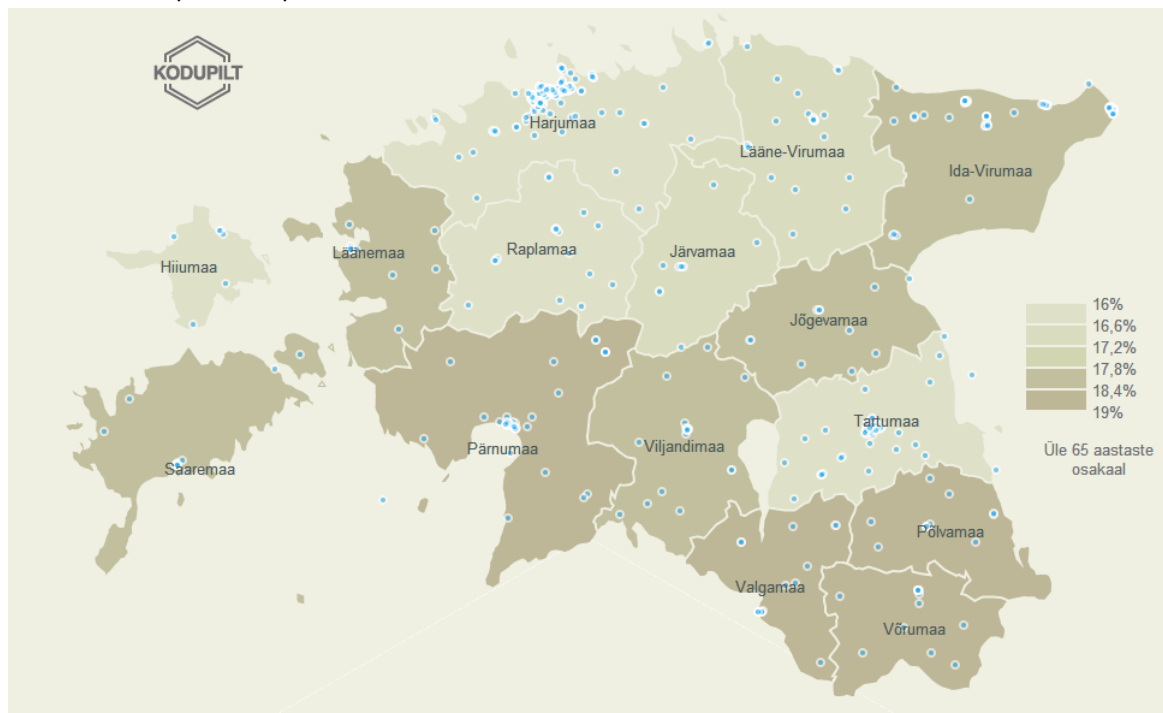 KODUPILT
Harjumaa
Lääne-Virumaa
Ida-Virumaa
Läänemaa
Raplamaa
Järvamaa
Hiiumaa
Jõgevamaa
16%
16,6%
17,2%
17,8%
18,4%
19%
Tartumaa
Pärnumaa
Viljandimaa
Üle 65 aastaste
osakaal
Saaremaa
Põlvamaa
Valgamaa
Võrumaa